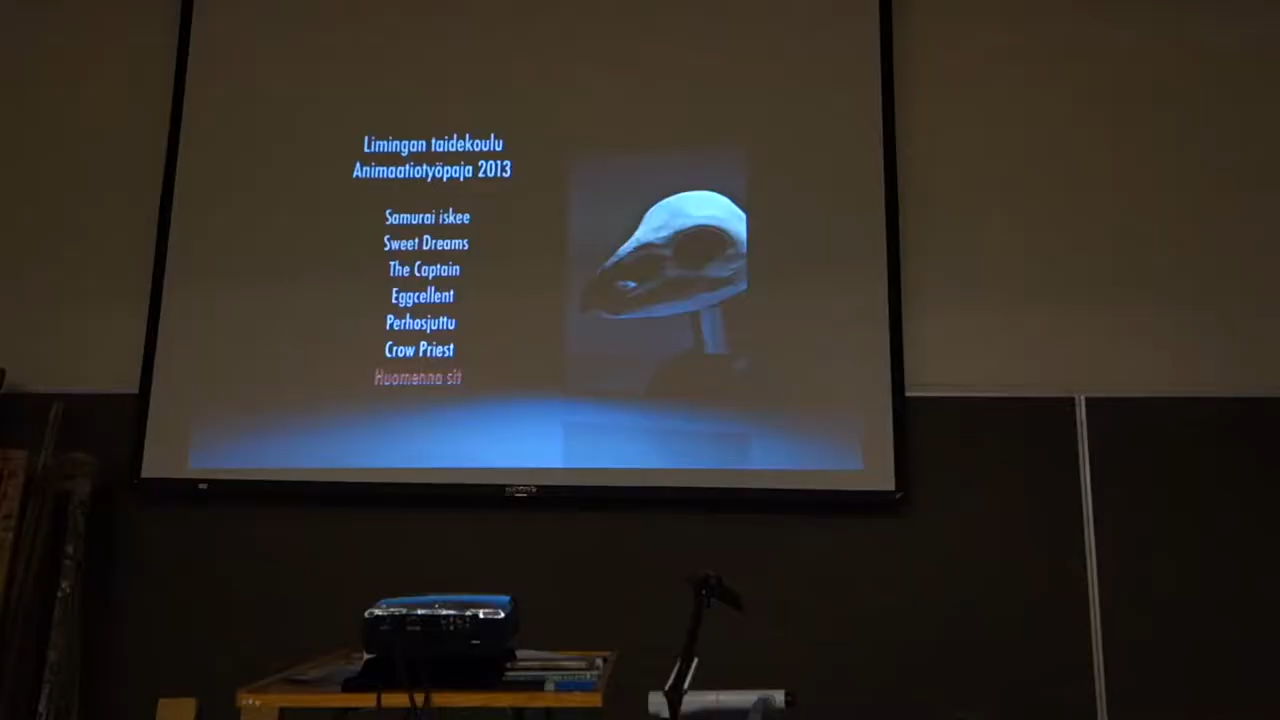 Limingan taidekoulu
Animaatiotyöpaja 2013
Samurai iskee
Sweet Dreams
The Captain
Eggcellent
Perhosjuttu
Crow Priest
Huomenna sit